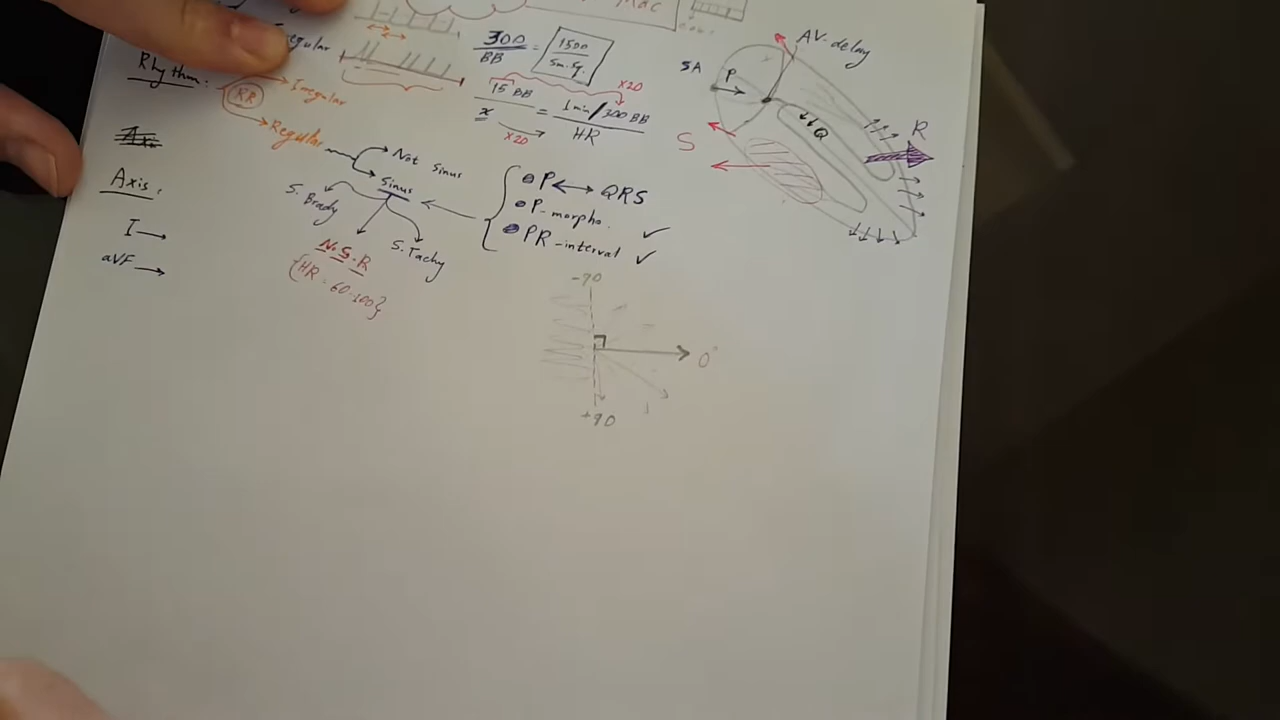 300
BB
=
1500
Sm. Sq.
15 BB
x
=
1 min/300 BB
HR
x20
x20
Rhythm:
RR
Irregular
Regular
Not Sinus
Sinus
S. Brady
N.S.R
{HR: 60-100}
S. Tachy
P ↔ QRS
P-morpho. ✓
PR-interval ✓
Axis:
I →
aVF →
-90
0°
+90
SA
P
AV-delay
Q
R
S